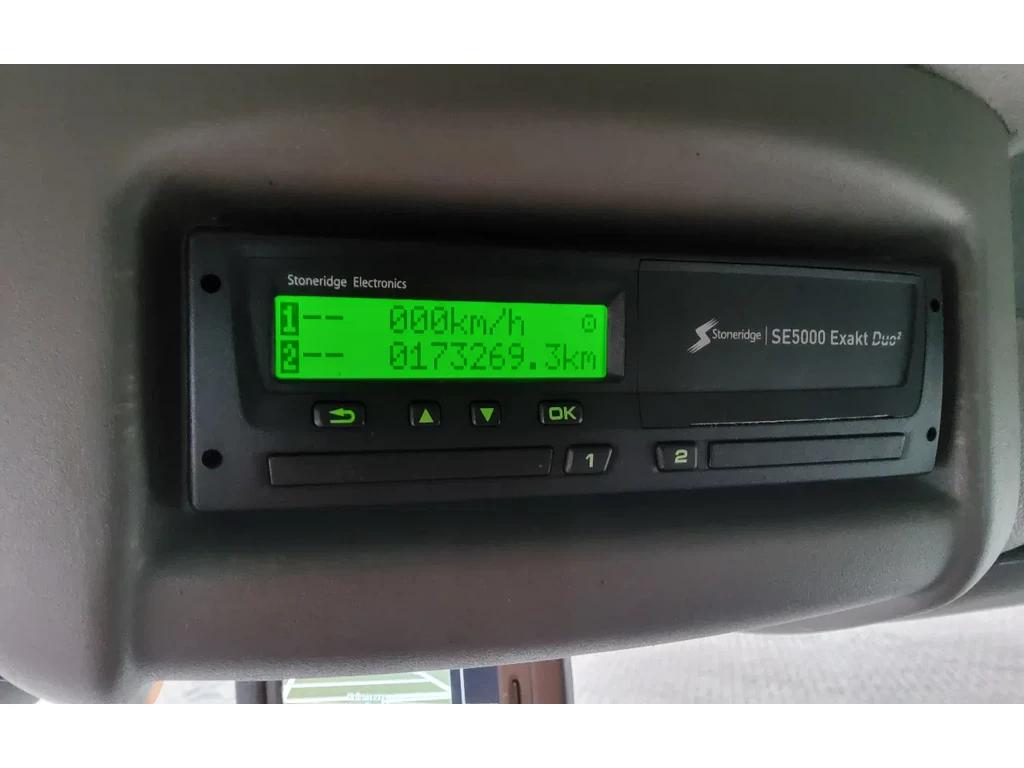 Stoneridge Electronics
1-- 000km/h
2-- 0173269.3km
Stoneridge | SE5000 Exakt Duo²
OK
1
2